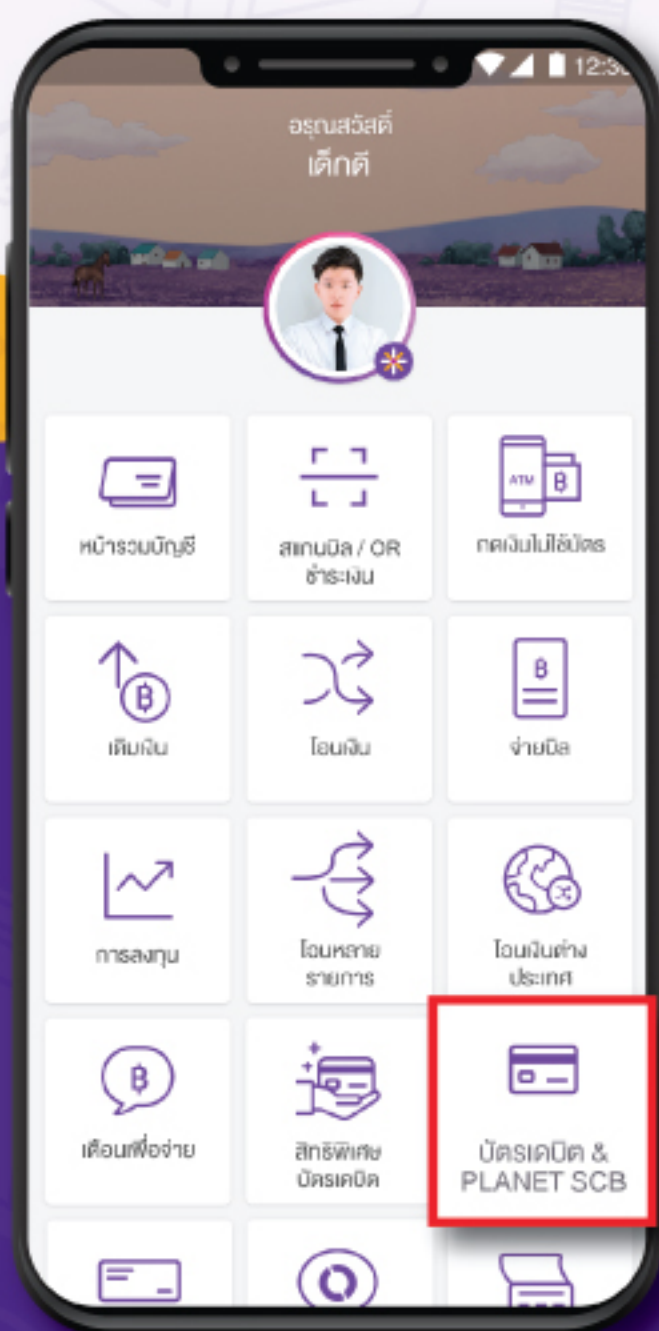 12:30
อรุณสวัสดิ์
เด็กดี
หน้ารวมบัญชี
สแกนบิล / QR
ชำระเงิน
ATM
฿
กดเงินไม่ใช้บัตร
฿
เติมเงิน
โอนเงิน
฿
จ่ายบิล
การลงทุน
โอนหลาย
รายการ
โอนเงินต่าง
ประเทศ
฿
เตือนเพื่อจ่าย
สิทธิพิเศษ
บัตรเดบิต
บัตรเดบิต &
PLANET SCB